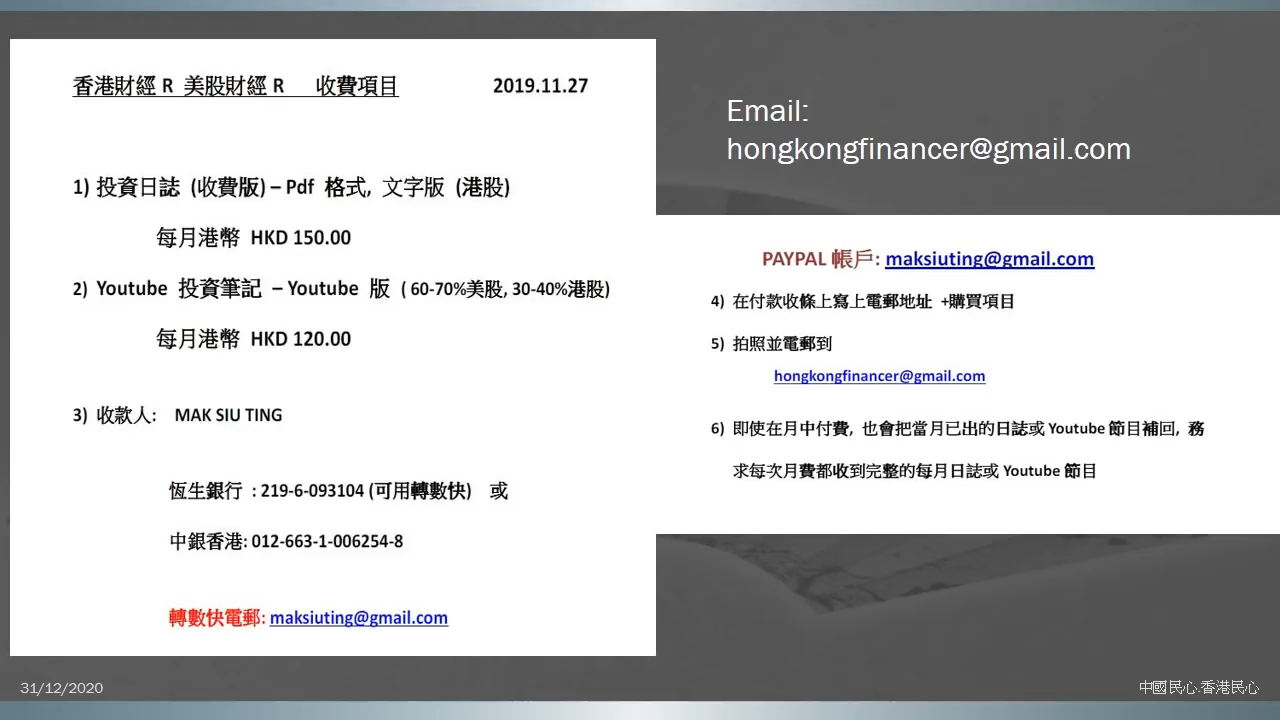 香港財經 R 美股財經 R 收費項目 2019.11.27
1) 投資日誌 (收費版) – Pdf 格式, 文字版 (港股)
每月港幣 HKD 150.00
2) Youtube 投資筆記 – Youtube 版 ( 60-70%美股, 30-40%港股)
每月港幣 HKD 120.00
3) 收款人: MAK SIU TING
恆生銀行 : 219-6-093104 (可用轉數快) 或
中銀香港: 012-663-1-006254-8
轉數快電郵: maksiuting@gmail.com
Email:
hongkongfinancer@gmail.com
PAYPAL 帳戶: maksiuting@gmail.com
4) 在付款收條上寫上電郵地址 +購買項目
5) 拍照並電郵到
hongkongfinancer@gmail.com
6) 即使在月中付費, 也會把當月已出的日誌或 Youtube 節目補回, 務
求每次月費都收到完整的每月日誌或 Youtube 節目
31/12/2020
中國民心.香港民心